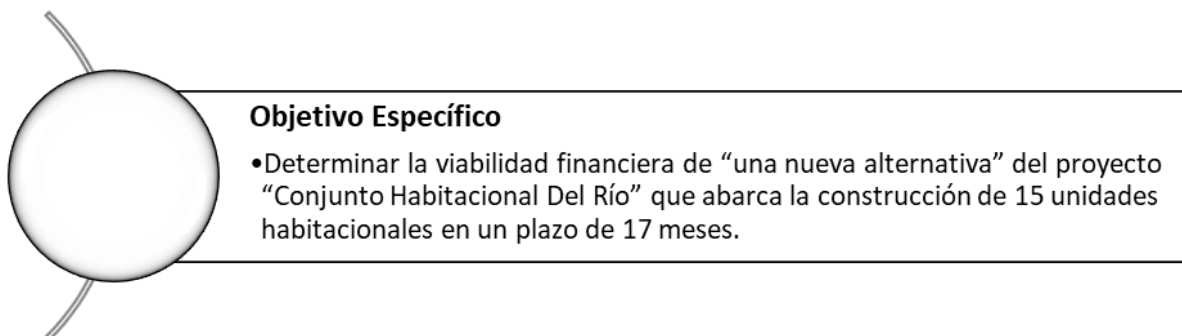 Objetivo Específico
•Determinar la viabilidad financiera de “una nueva alternativa” del proyecto
“Conjunto Habitacional Del Río” que abarca la construcción de 15 unidades
habitacionales en un plazo de 17 meses.